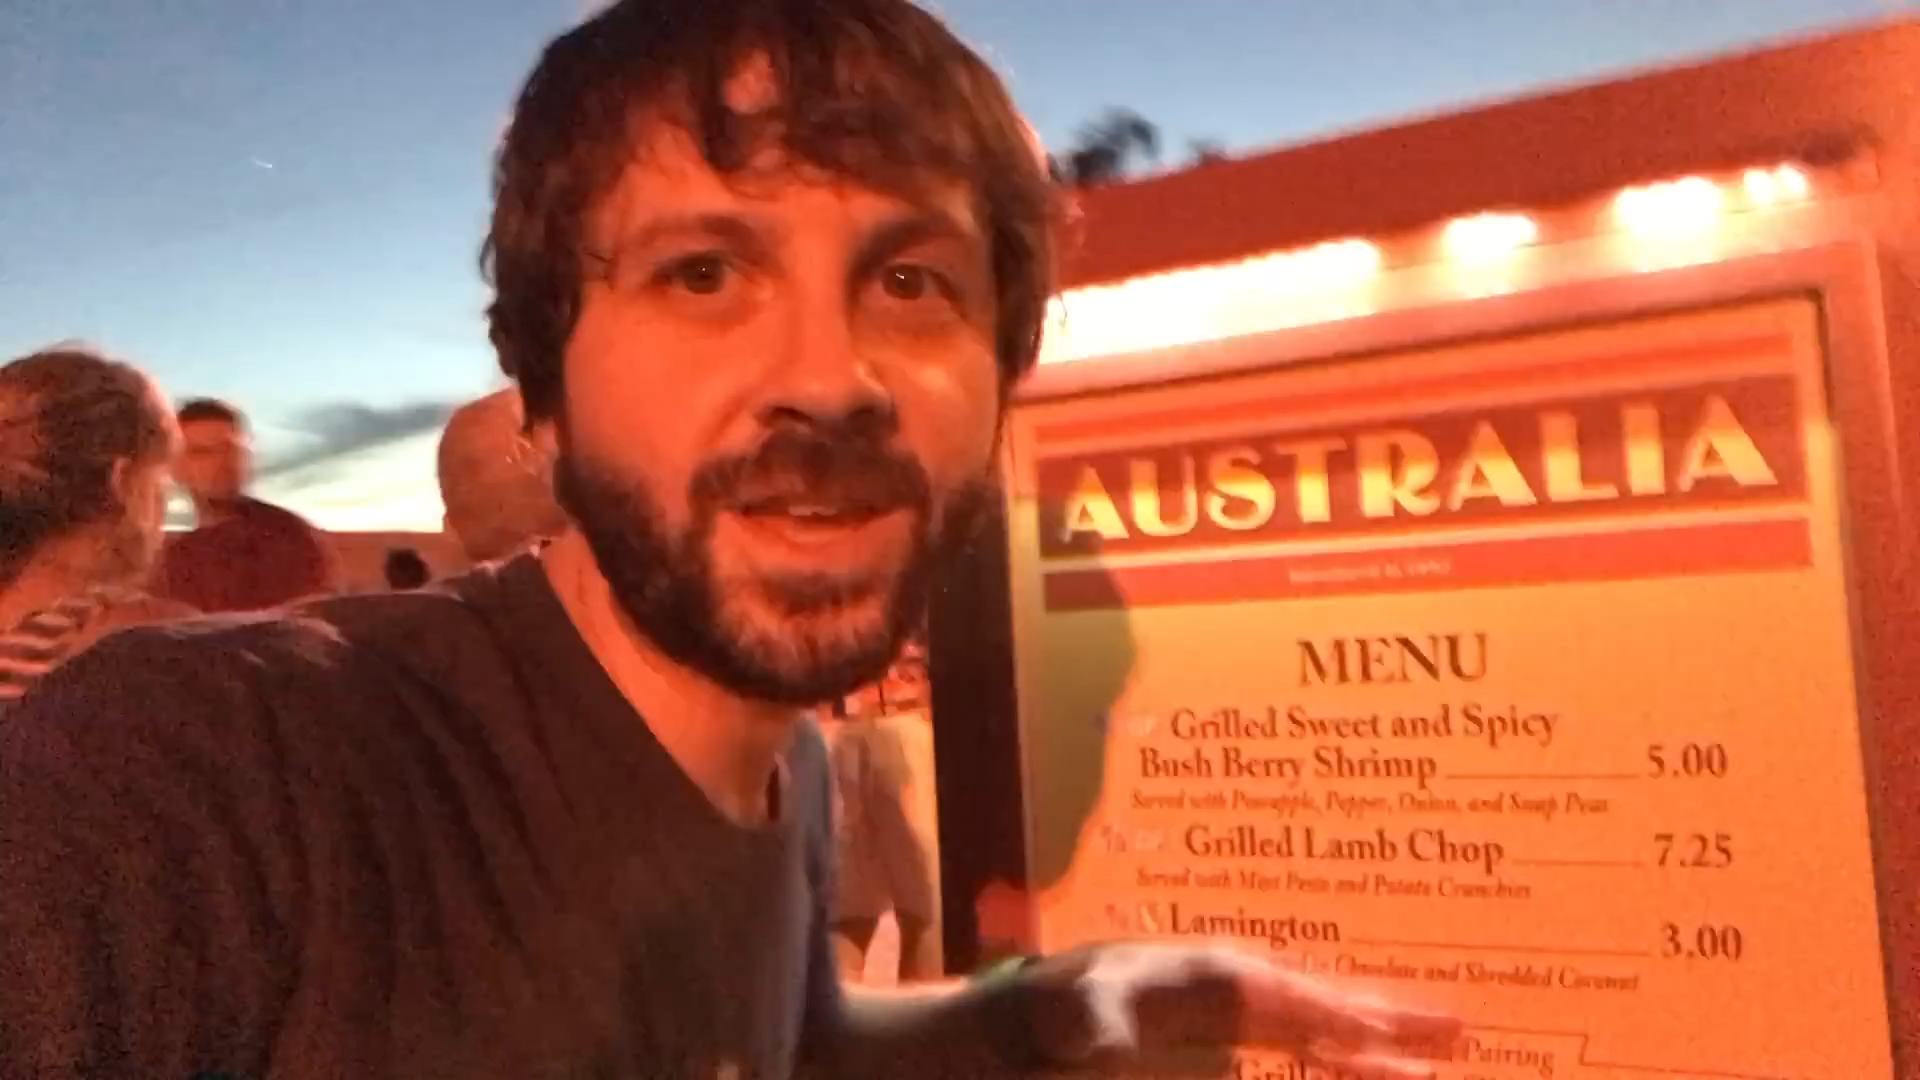 AUSTRALIA
MENU
Grilled Sweet and Spicy
Bush Berry Shrimp 5.00
Served with Pineapple, Pepper, Onion, and Snap Peas
Grilled Lamb Chop 7.25
Served with Mint Pesto and Potato Crunchies
Lamington 3.00
Chocolate and Shredded Coconut
Pairing